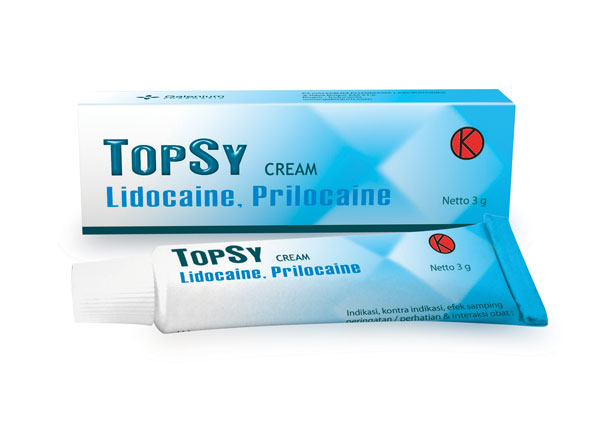 Galenium
TOPSY CREAM
Lidocaine, Prilocaine
K
Netto 3 g
TOPSY CREAM
Lidocaine, Prilocaine
K
Netto 3 g
Indikasi, kontra indikasi, efek samping
peringatan / perhatian & interaksi obat :